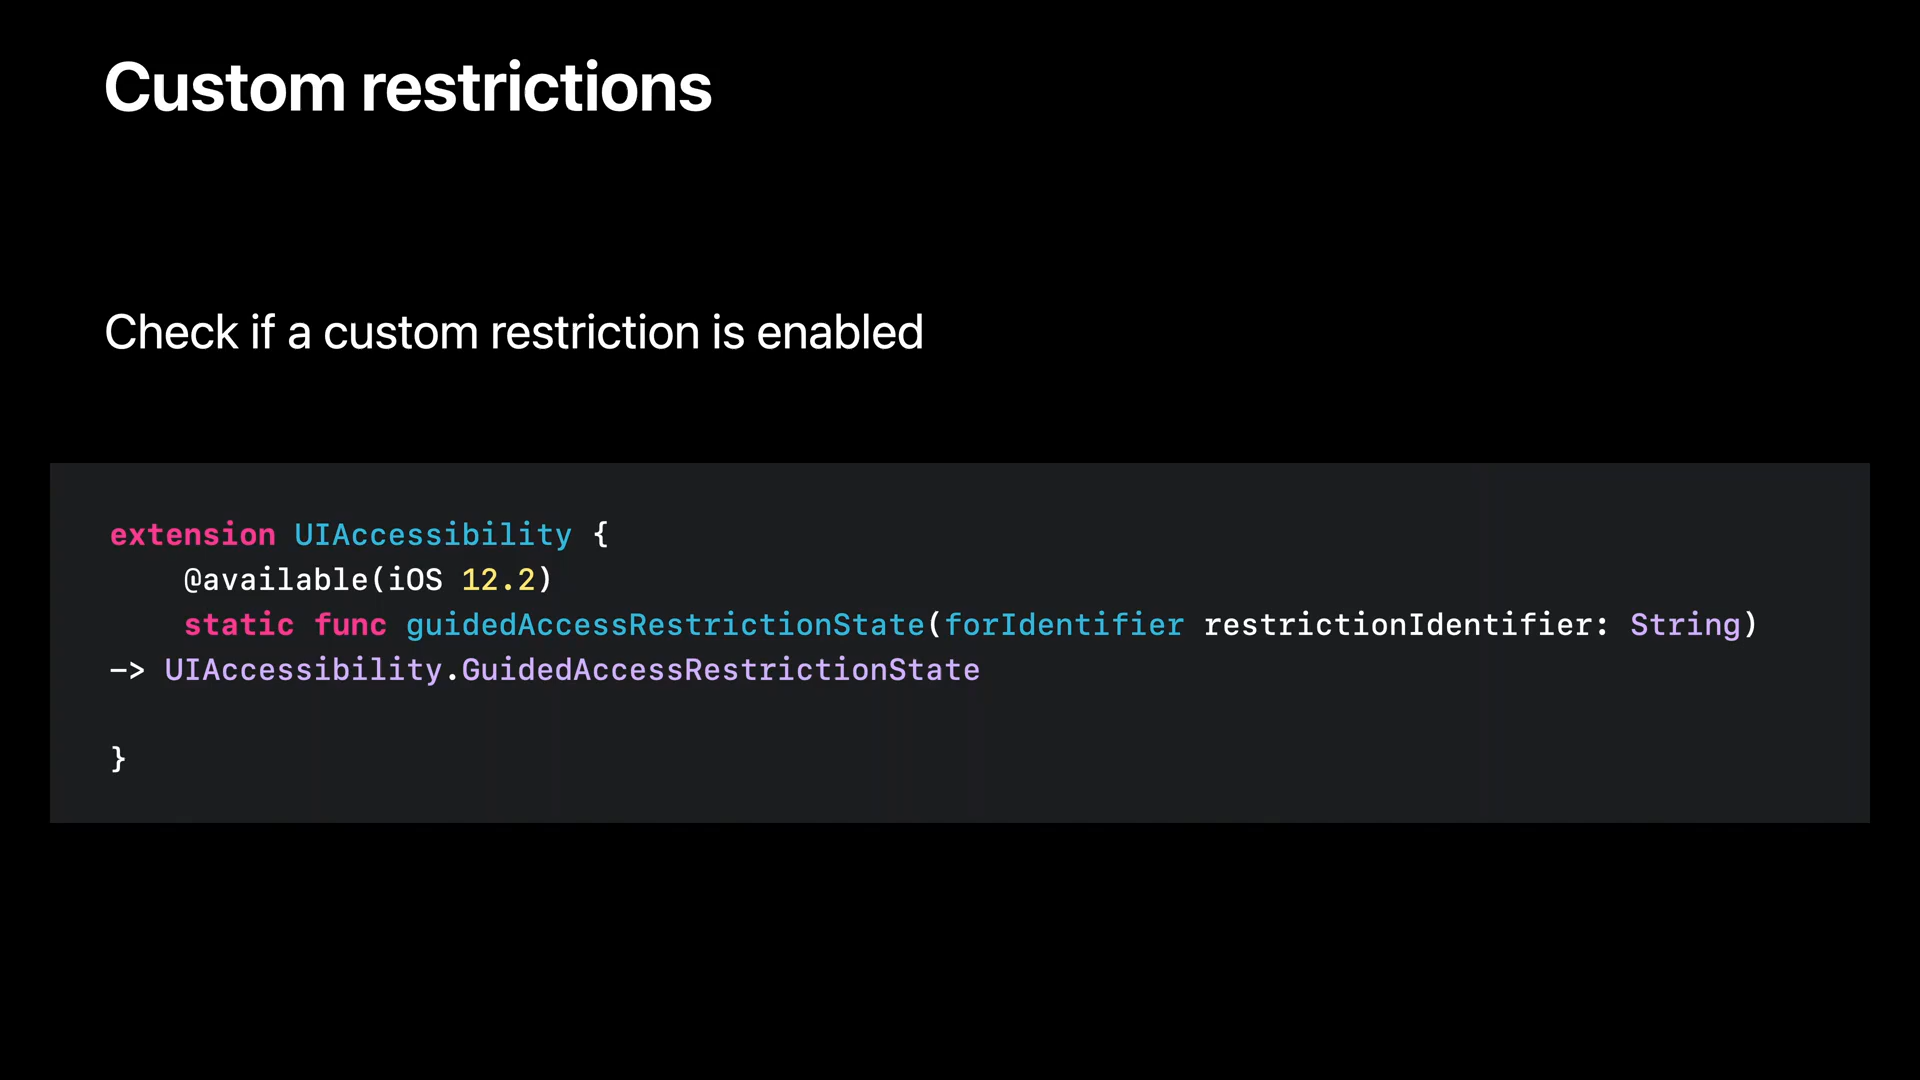 Custom restrictions
Check if a custom restriction is enabled
extension UIAccessibility {
    @available(iOS 12.2)
    static func guidedAccessRestrictionState(forIdentifier restrictionIdentifier: String)
-> UIAccessibility.GuidedAccessRestrictionState
}